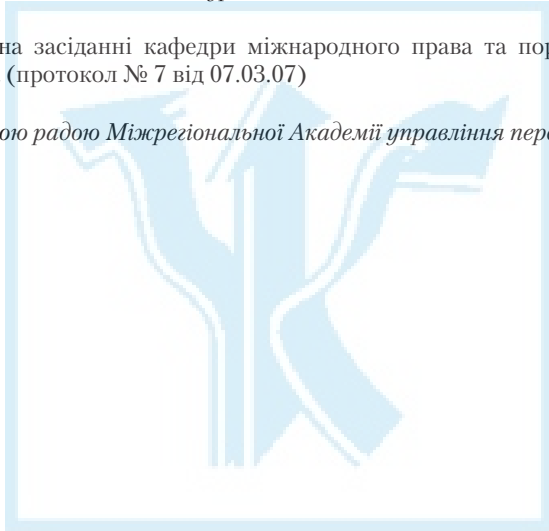 на засіданні кафедри міжнародного права та пор
(протокол № 7 від 07.03.07)
ою радою Міжрегіональної Академії управління перс